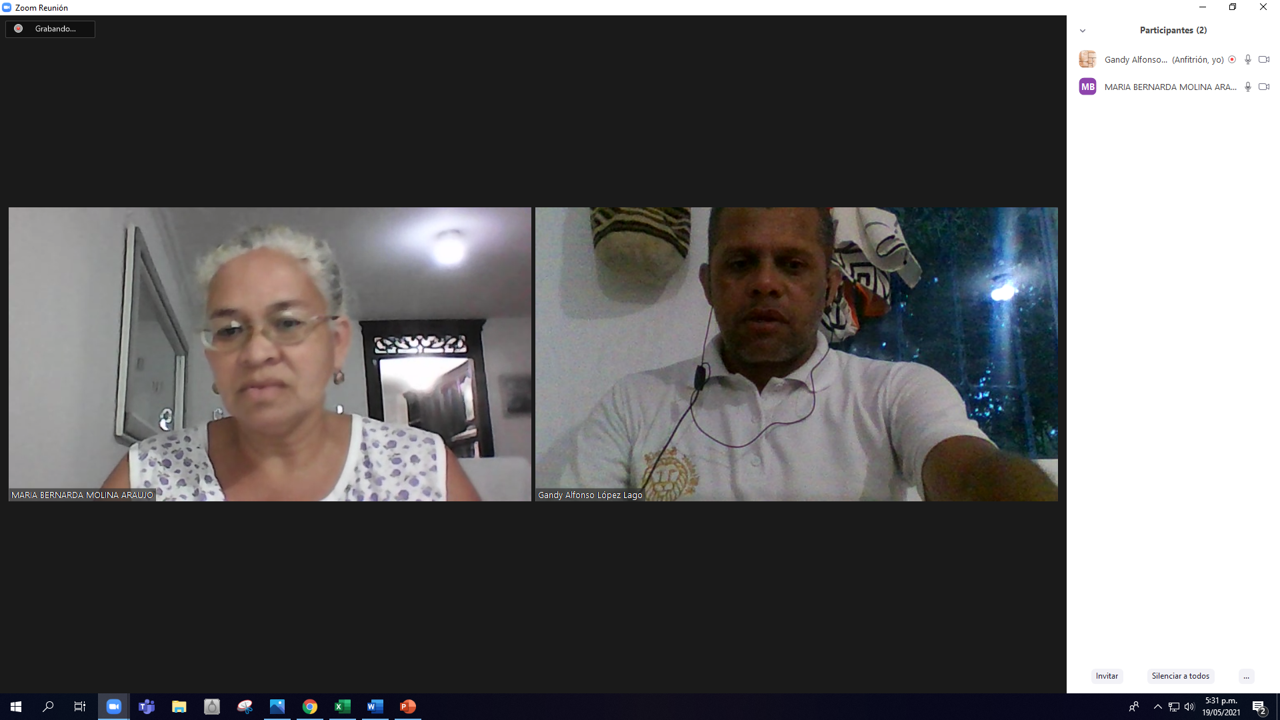 Zoom Reunión
Grabando...
Participantes (2)
Gandy Alfonso... (Anfitrión, yo)
MB MARIA BERNARDA MOLINA ARA...
MARIA BERNARDA MOLINA ARAUJO
Gandy Alfonso López Lago
Invitar
Silenciar a todos
...
5:31 p.m.
19/05/2021
2